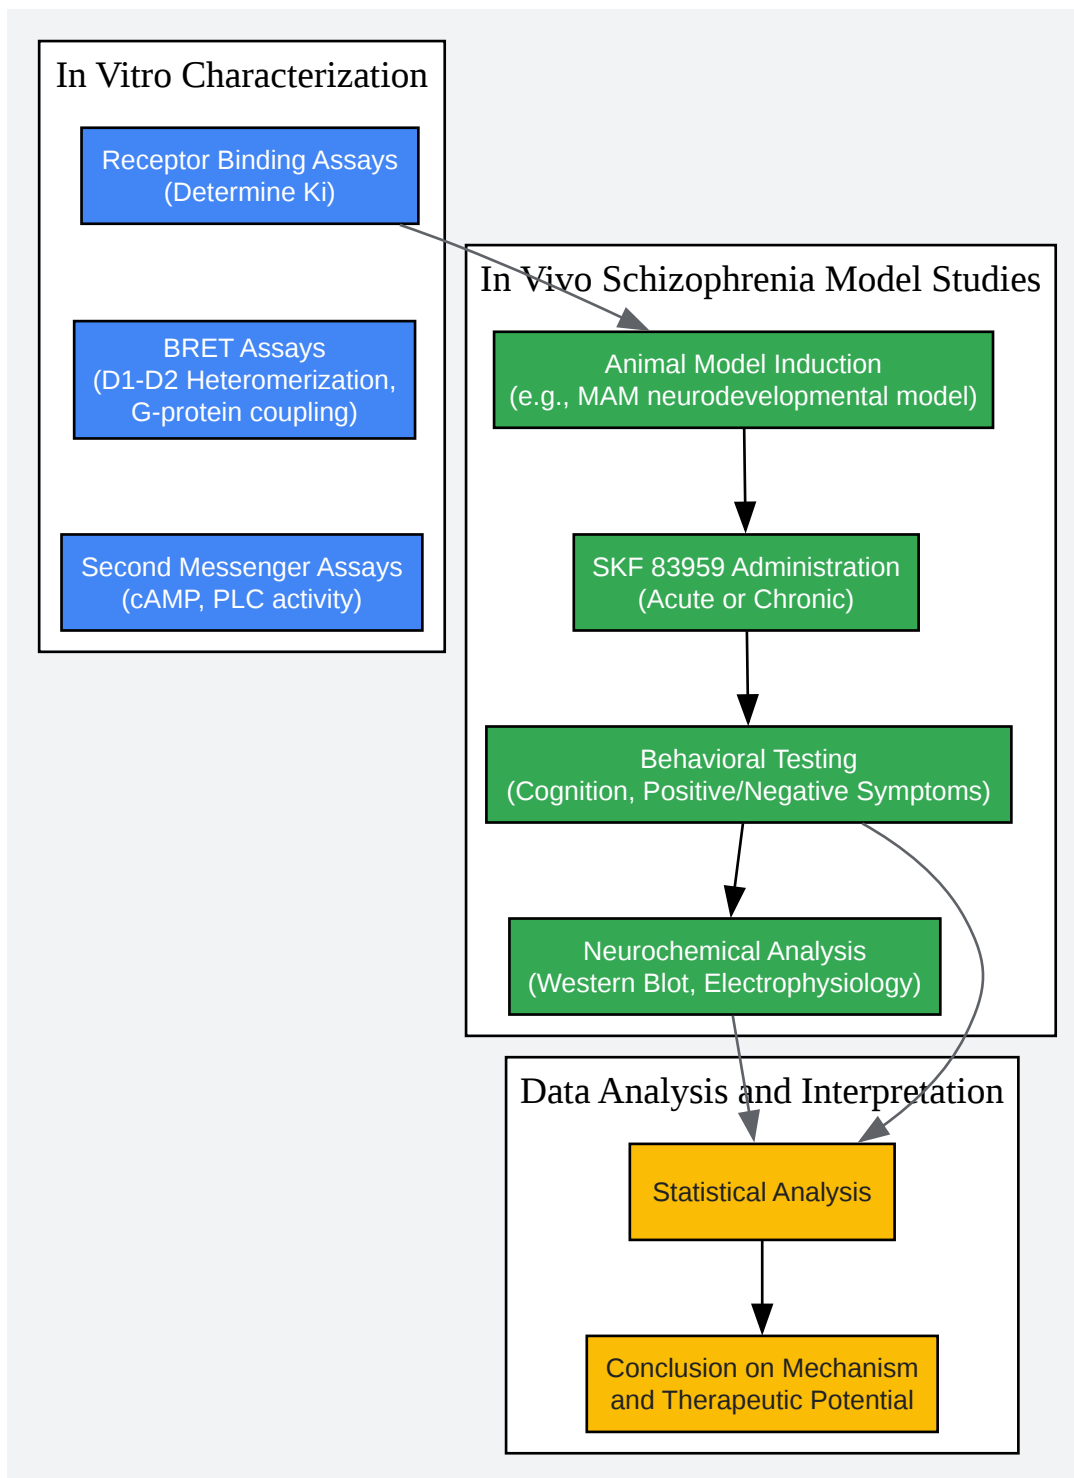 In Vitro Characterization
Receptor Binding Assays
(Determine Ki)
BRET Assays
(D1-D2 Heteromerization,
G-protein coupling)
Second Messenger Assays
(cAMP, PLC activity)
In Vivo Schizophrenia Model Studies
Animal Model Induction
(e.g., MAM neurodevelopmental model)
SKF 83959 Administration
(Acute or Chronic)
Behavioral Testing
(Cognition, Positive/Negative Symptoms)
Neurochemical Analysis
(Western Blot, Electrophysiology)
Data Analysis and Interpretation
Statistical Analysis
Conclusion on Mechanism
and Therapeutic Potential